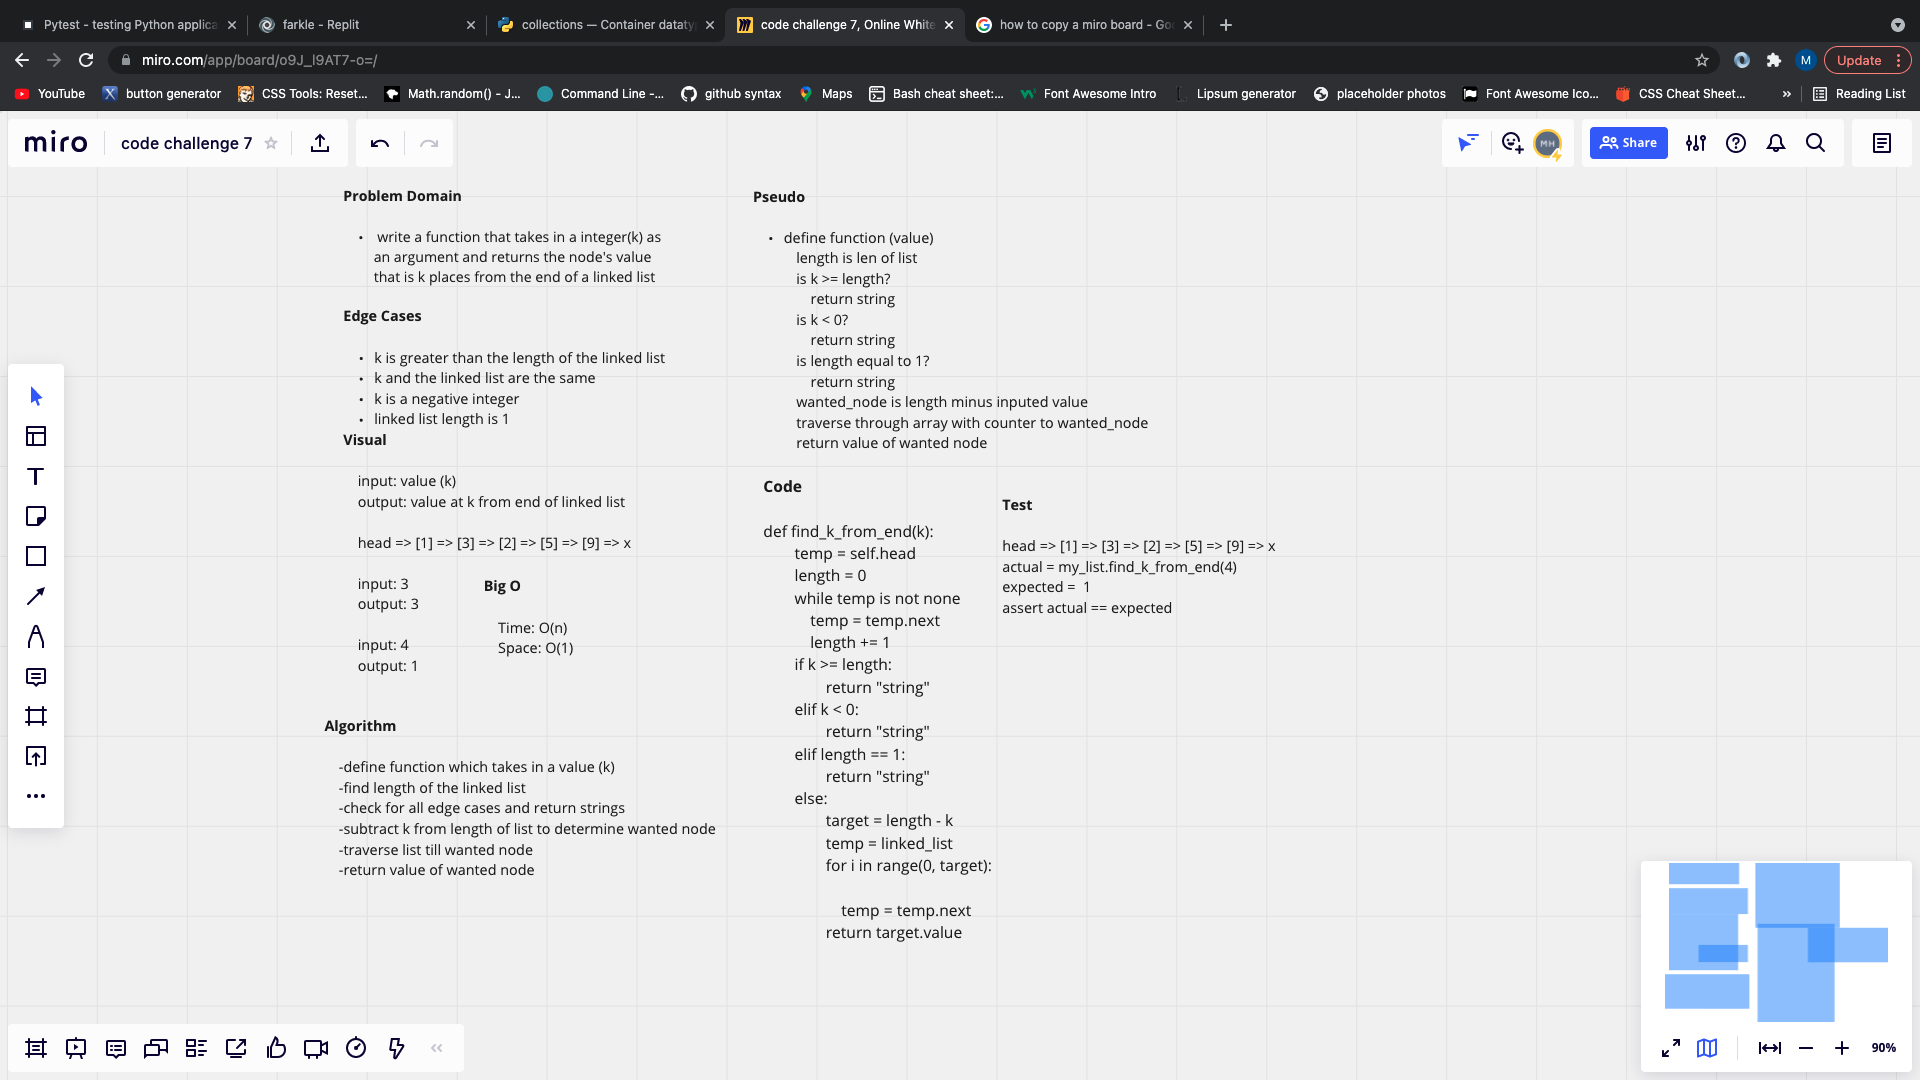 Pytest - testing Python applica
farkle - Replit
collections — Container dataty
code challenge 7, Online White
how to copy a miro board - Go
miro.com/app/board/o9J_l9AT7-o=/
M
Update
YouTube
button generator
CSS Tools: Reset...
Math.random() - J...
Command Line -...
github syntax
Maps
Bash cheat sheet:...
Font Awesome Intro
Lipsum generator
placeholder photos
Font Awesome Ico...
CSS Cheat Sheet...
»
Reading List
miro
code challenge 7
MH
Share
Problem Domain
• write a function that takes in a integer(k) as
an argument and returns the node's value
that is k places from the end of a linked list
Edge Cases
• k is greater than the length of the linked list
• k and the linked list are the same
• k is a negative integer
• linked list length is 1
Visual
input: value (k)
output: value at k from end of linked list
head => [1] => [3] => [2] => [5] => [9] => x
input: 3
output: 3
input: 4
output: 1
Big O
Time: O(n)
Space: O(1)
Algorithm
-define function which takes in a value (k)
-find length of the linked list
-check for all edge cases and return strings
-subtract k from length of list to determine wanted node
-traverse list till wanted node
-return value of wanted node
Pseudo
• define function (value)
length is len of list
is k >= length?
return string
is k < 0?
return string
is length equal to 1?
return string
wanted_node is length minus inputed value
traverse through array with counter to wanted_node
return value of wanted node
Code
def find_k_from_end(k):
temp = self.head
length = 0
while temp is not none
temp = temp.next
length += 1
if k >= length:
return "string"
elif k < 0:
return "string"
elif length == 1:
return "string"
else:
target = length - k
temp = linked_list
for i in range(0, target):
temp = temp.next
return target.value
Test
head => [1] => [3] => [2] => [5] => [9] => x
actual = my_list.find_k_from_end(4)
expected = 1
assert actual == expected
90%